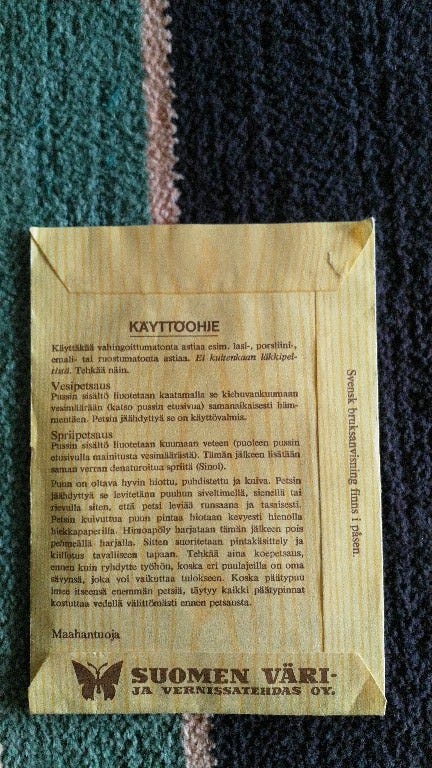 KÄYTTÖOHJE
Käyttäkää vahingoittumatonta astiaa esim. lasi-, porsliini-,
emali- tai ruostumatonta astiaa. Ei kuitenkaan läkkipel-
tistä. Tehkää näin.
Vesipetsaus
Pussin sisältö liuotetaan kaatamalla se kiehuvankuumaan
vesimäärään (katso pussin etusivua) samanaikaisesti häm-
mentäen. Petsin jäähdyttyä se on käyttövalmis.
Spriipetsaus
Pussin sisältö liuotetaan kuumaan veteen (puoleen pussin
etusivulla mainitusta vesimäärästä). Tämän jälkeen lisätään
saman verran denaturoitua spriitä (Sinol).
Puun on oltava hyvin hiottu, puhdistettu ja kuiva. Petsin
jäähdyttyä se levitetään puuhun siveltimellä, sienellä tai
rievulla siten, että petsi leviää runsaana ja tasaisesti.
Petsin kuivuttua puun pintaa hiotaan kevyesti hienolla
hiekkapaperilla. Hiomapöly harjataan tämän jälkeen pois
pehmeällä harjalla. Sitten suoritetaan pintakäsittely ja
kiillotus tavalliseen tapaan. Tehkää aina koepetsaus,
ennen kuin ryhdytte työhön, koska eri puulajeilla on oma
sävynsä, joka voi vaikuttaa tulokseen. Koska päätypuu
imee itseensä enemmän petsiä, täytyy kaikki päätypinnat
kostuttaa vedellä välittömästi ennen petsausta.
Maahantuoja
SUOMEN VÄRI-
JA VERNISSATEHDAS OY.
Svensk bruksanvisning finns i påsen.